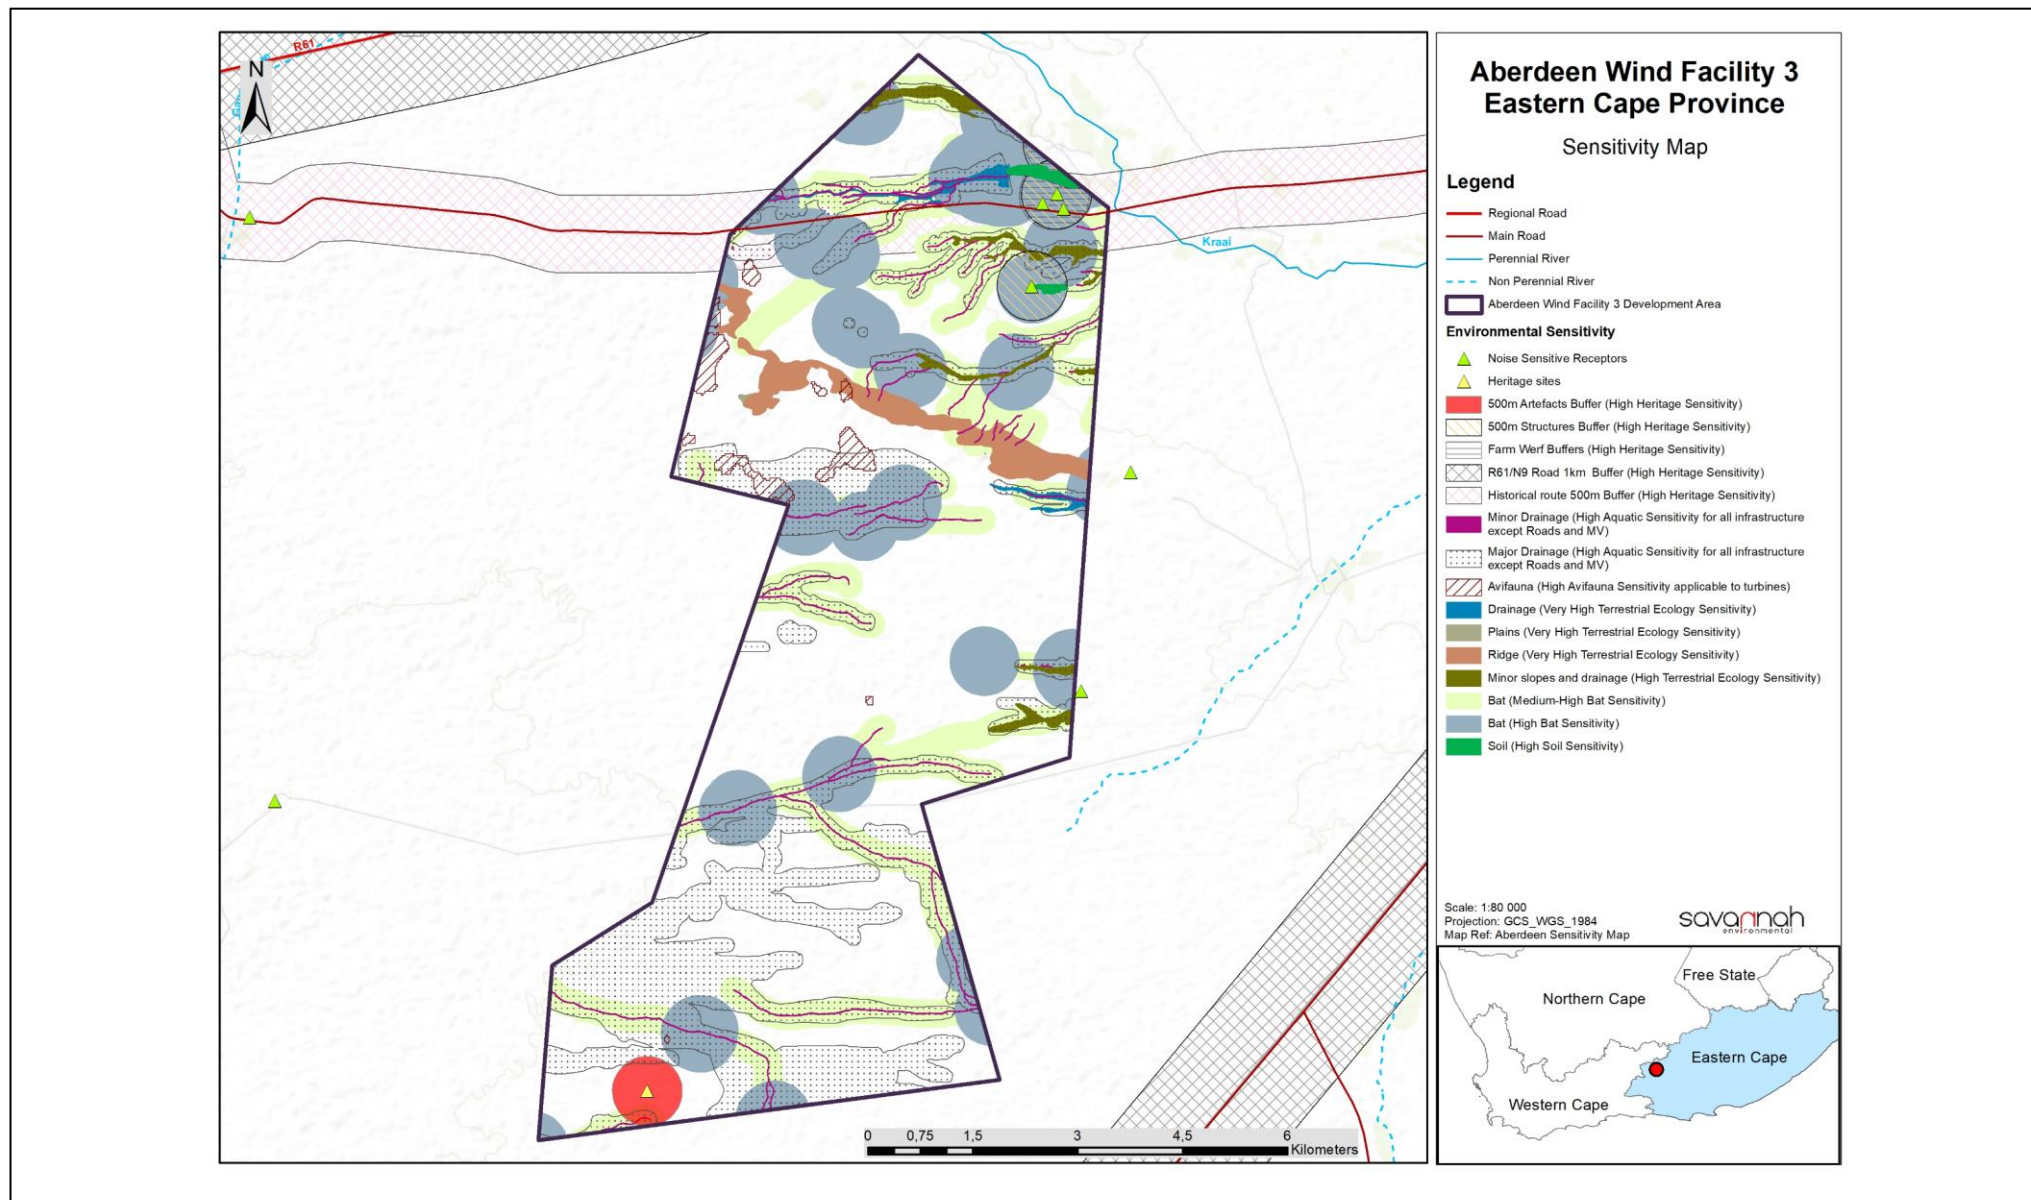 R61
N
Kraai
0 0,75 1,5 3 4,5 6
Kilometers
Aberdeen Wind Facility 3
Eastern Cape Province
Sensitivity Map
Legend
Regional Road
Main Road
Perennial River
Non Perennial River
Aberdeen Wind Facility 3 Development Area
Environmental Sensitivity
Noise Sensitive Receptors
Heritage sites
500m Artefacts Buffer (High Heritage Sensitivity)
500m Structures Buffer (High Heritage Sensitivity)
Farm Werf Buffers (High Heritage Sensitivity)
R61/N9 Road 1km Buffer (High Heritage Sensitivity)
Historical route 500m Buffer (High Heritage Sensitivity)
Minor Drainage (High Aquatic Sensitivity for all infrastructure
except Roads and MV)
Major Drainage (High Aquatic Sensitivity for all infrastructure
except Roads and MV)
Avifauna (High Avifauna Sensitivity applicable to turbines)
Drainage (Very High Terrestrial Ecology Sensitivity)
Plains (Very High Terrestrial Ecology Sensitivity)
Ridge (Very High Terrestrial Ecology Sensitivity)
Minor slopes and drainage (High Terrestrial Ecology Sensitivity)
Bat (Medium-High Bat Sensitivity)
Bat (High Bat Sensitivity)
Soil (High Soil Sensitivity)
Scale: 1:80 000
Projection: GCS_WGS_1984
Map Ref: Aberdeen Sensitivity Map
savannah
environmental
Free State
Northern Cape
Eastern Cape
Western Cape